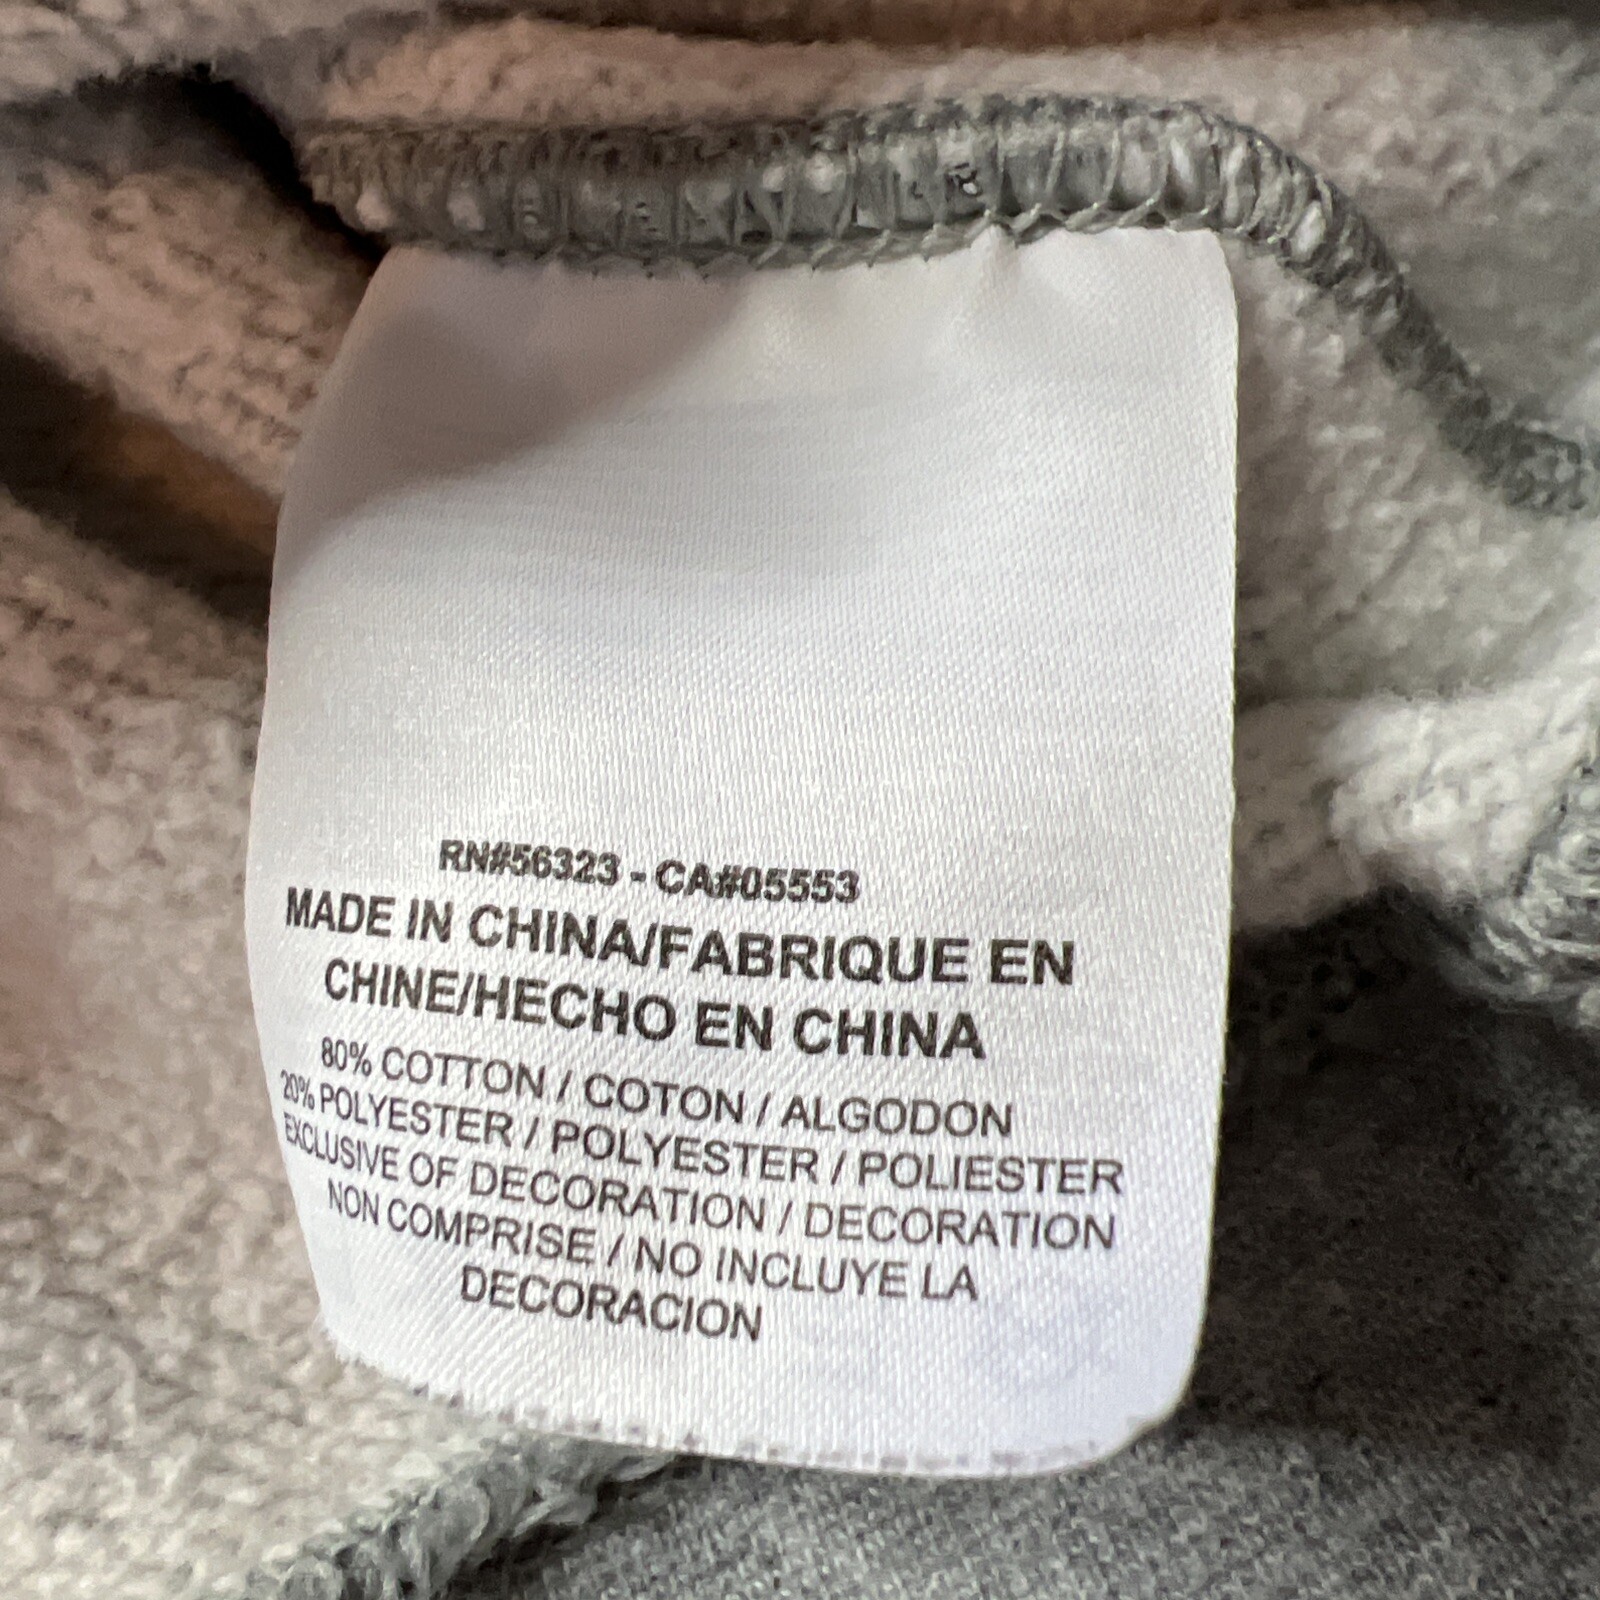 RN#56323 - CA#05553
MADE IN CHINA/FABRIQUE EN
CHINE/HECHO EN CHINA
80% COTTON / COTON / ALGODON
20% POLYESTER / POLYESTER / POLIESTER
EXCLUSIVE OF DECORATION / DECORATION
NON COMPRISE / NO INCLUYE LA
DECORACION